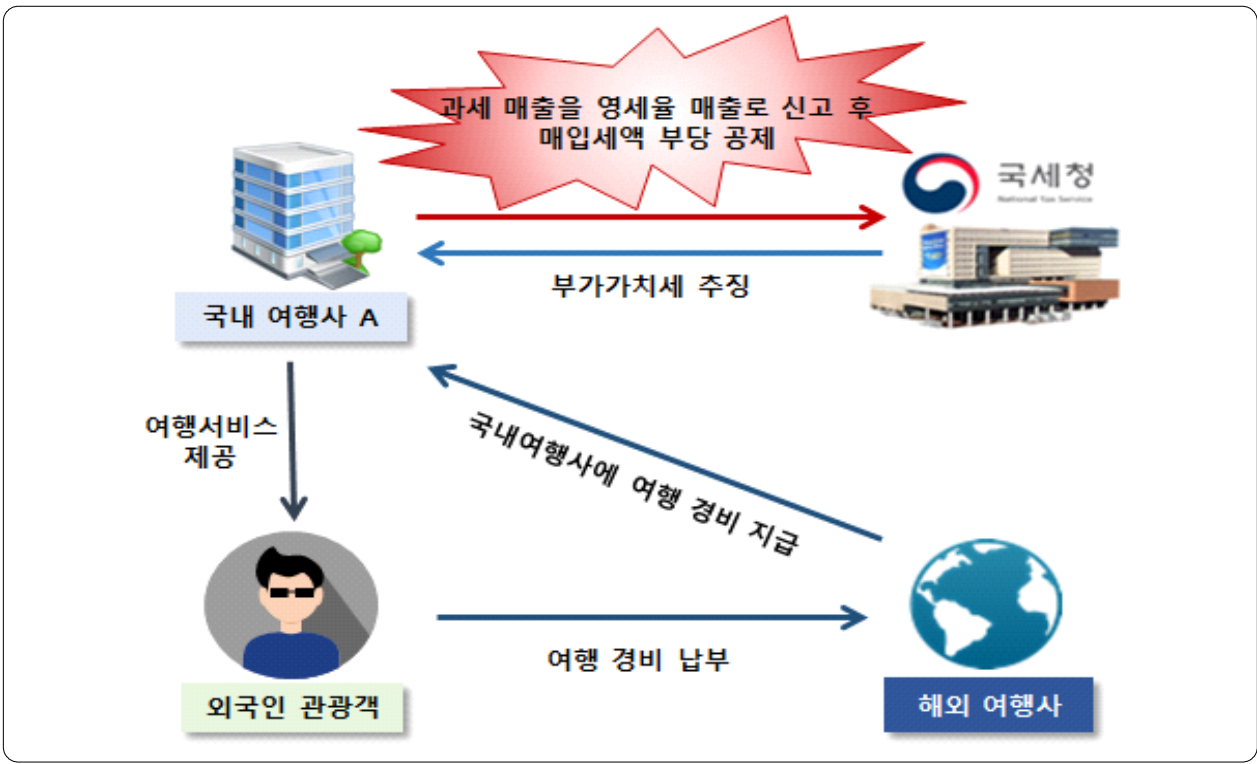 과세 매출을 영세율 매출로 신고 후
매입세액 부당 공제
국세청
National Tax Service
부가가치세 추징
국내 여행사 A
여행서비스
제공
국내여행사에 여행 경비 지급
여행 경비 납부
외국인 관광객
해외 여행사